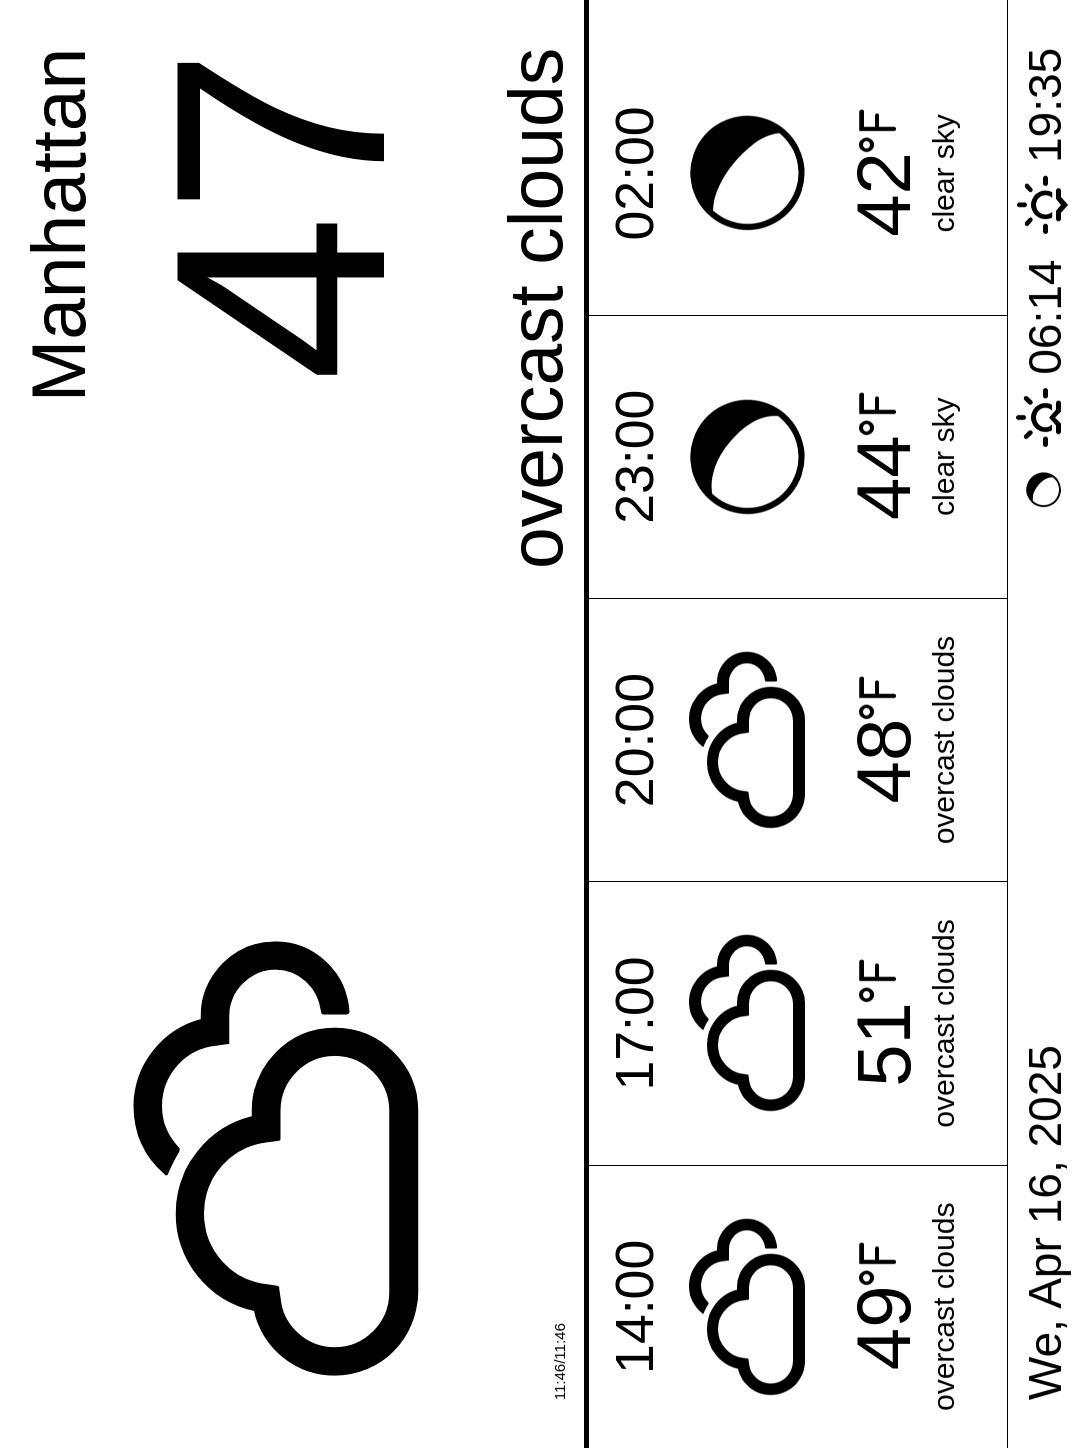 Manhattan
47
overcast clouds
11:46/11:46
14:00 17:00 20:00 23:00 02:00
49°F 51°F 48°F 44°F 42°F
overcast clouds overcast clouds overcast clouds clear sky clear sky
We, Apr 16, 2025 06:14 19:35